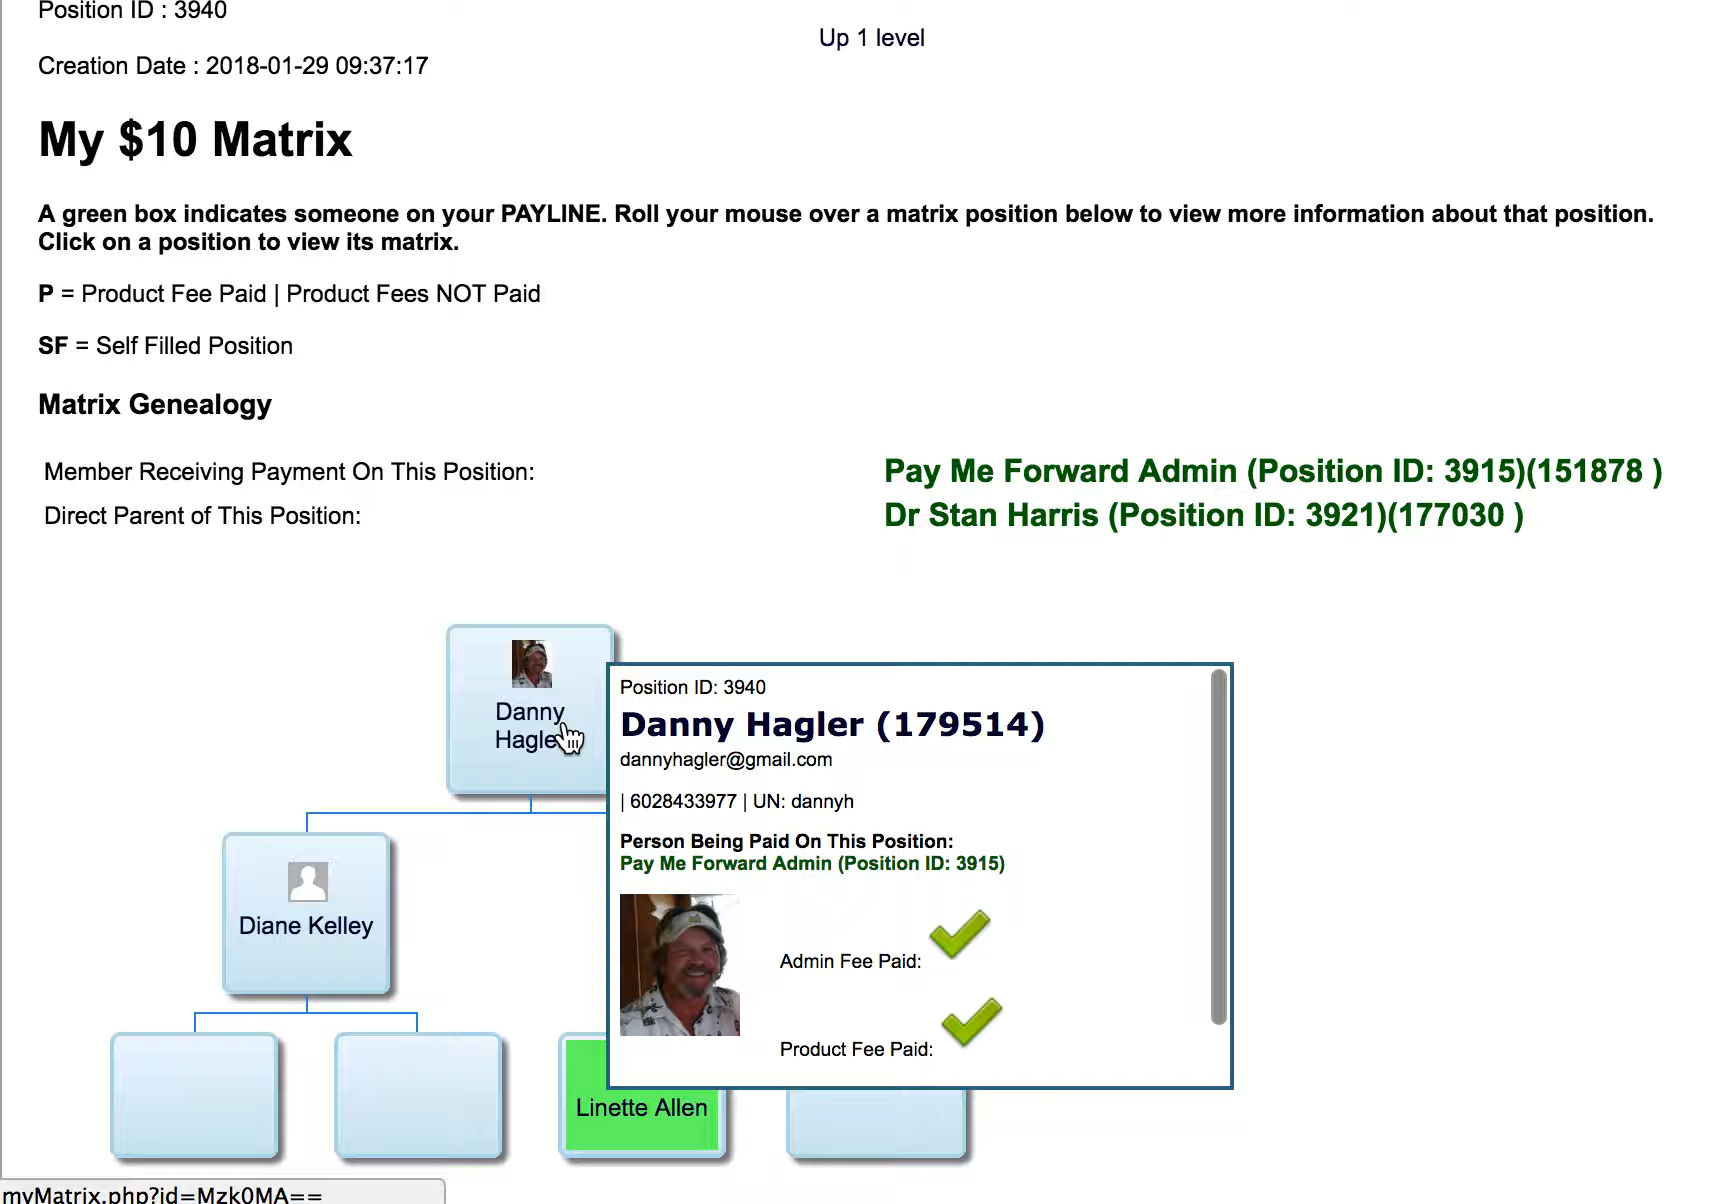 Position ID : 3940
Up 1 level
Creation Date : 2018-01-29 09:37:17
My $10 Matrix
A green box indicates someone on your PAYLINE. Roll your mouse over a matrix position below to view more information about that position.
Click on a position to view its matrix.
P = Product Fee Paid | Product Fees NOT Paid
SF = Self Filled Position
Matrix Genealogy
Member Receiving Payment On This Position:
Pay Me Forward Admin (Position ID: 3915)(151878 )
Direct Parent of This Position:
Dr Stan Harris (Position ID: 3921)(177030 )
Danny
Hagle
Position ID: 3940
Danny Hagler (179514)
dannyhagler@gmail.com
| 6028433977 | UN: dannyh
Person Being Paid On This Position:
Pay Me Forward Admin (Position ID: 3915)
Admin Fee Paid:
Product Fee Paid:
Diane Kelley
Linette Allen
myMatrix.php?id=Mzk0MA==